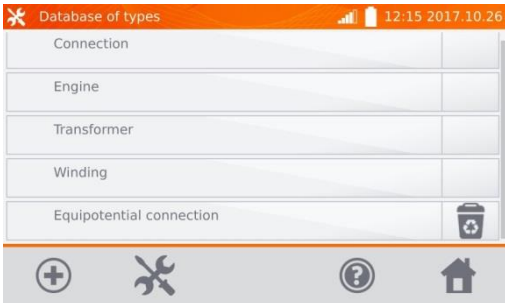 Database of types 12:15 2017.10.26
Connection
Engine
Transformer
Winding
Equipotential connection
?